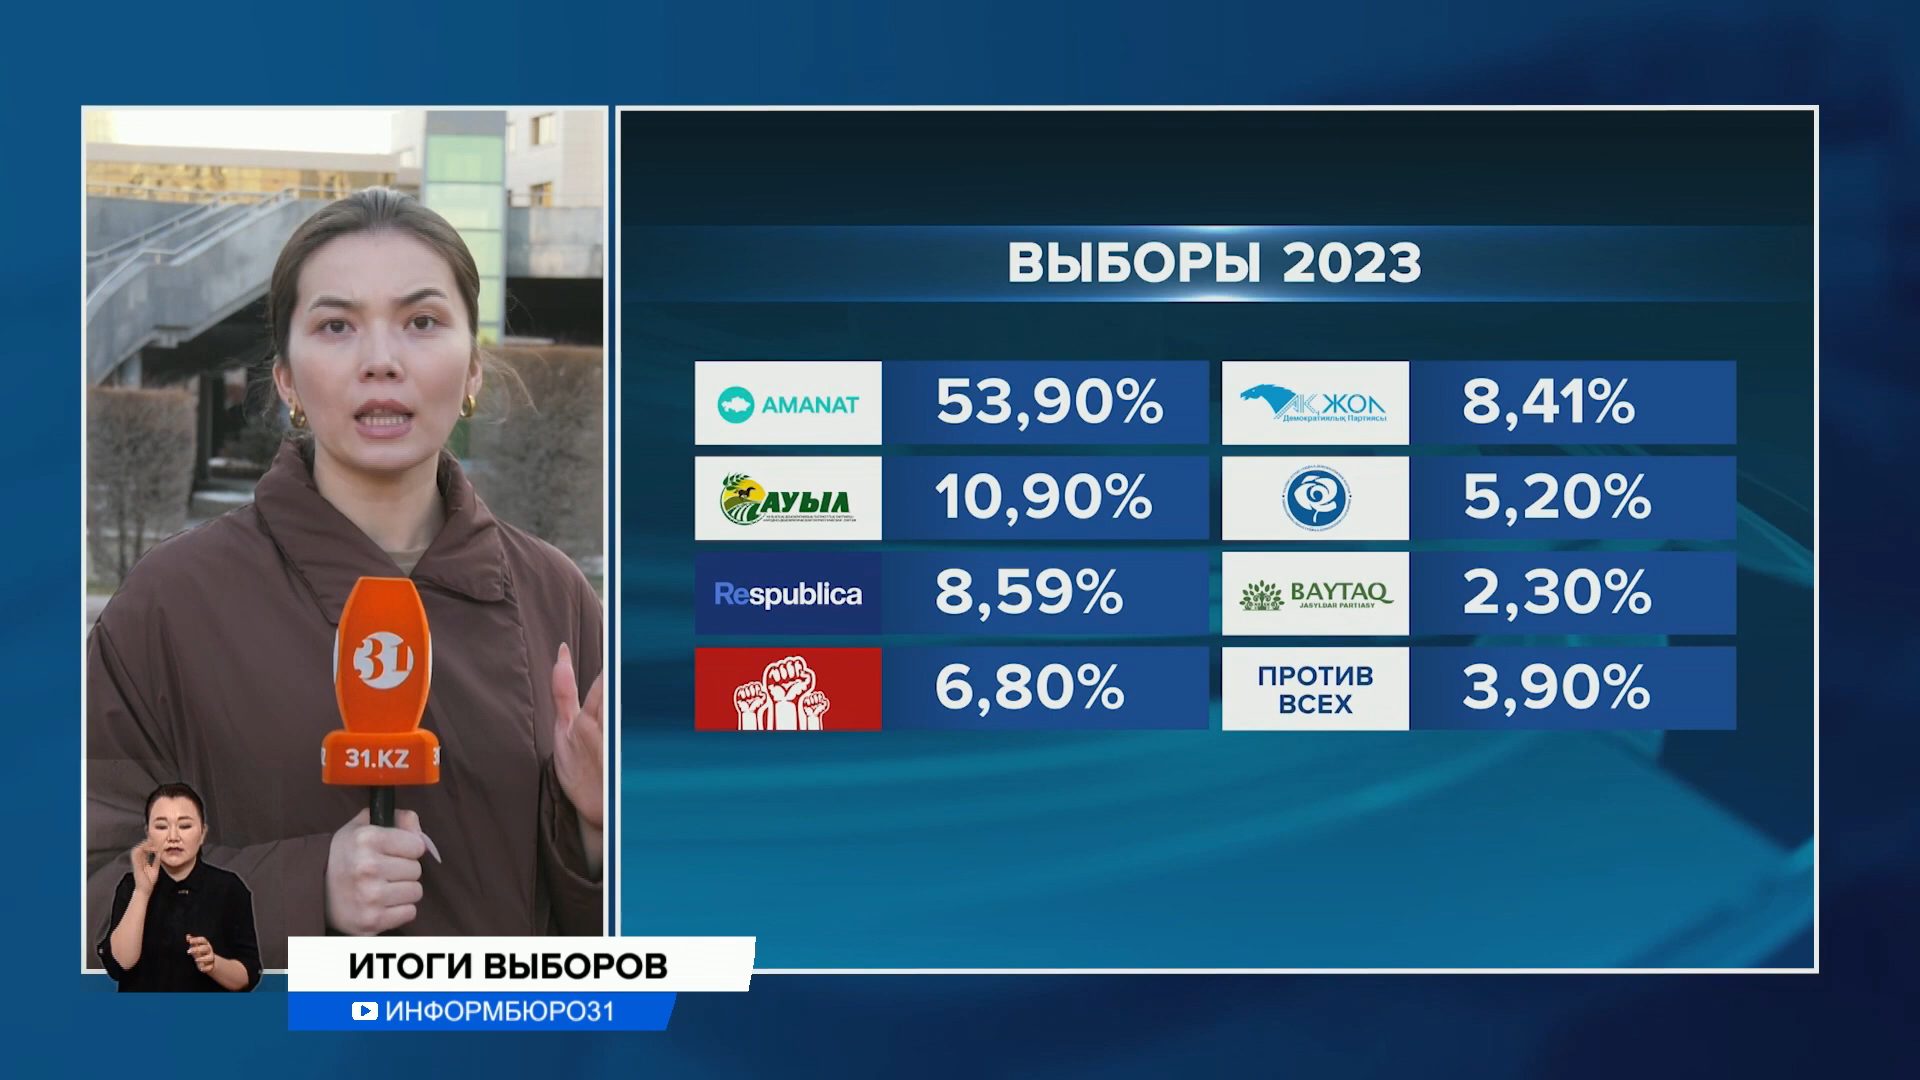 ВЫБОРЫ 2023
AMANAT 53,90%
АҚ ЖОЛ 8,41%
Демократиялық Партиясы
АУЫЛ 10,90%
5,20%
Respublica 8,59%
BAYTAQ 2,30%
JASYLDAR PARTIASY
6,80%
ПРОТИВ
ВСЕХ
3,90%
31
31.KZ
ИТОГИ ВЫБОРОВ
ИНФОРМБЮРО31